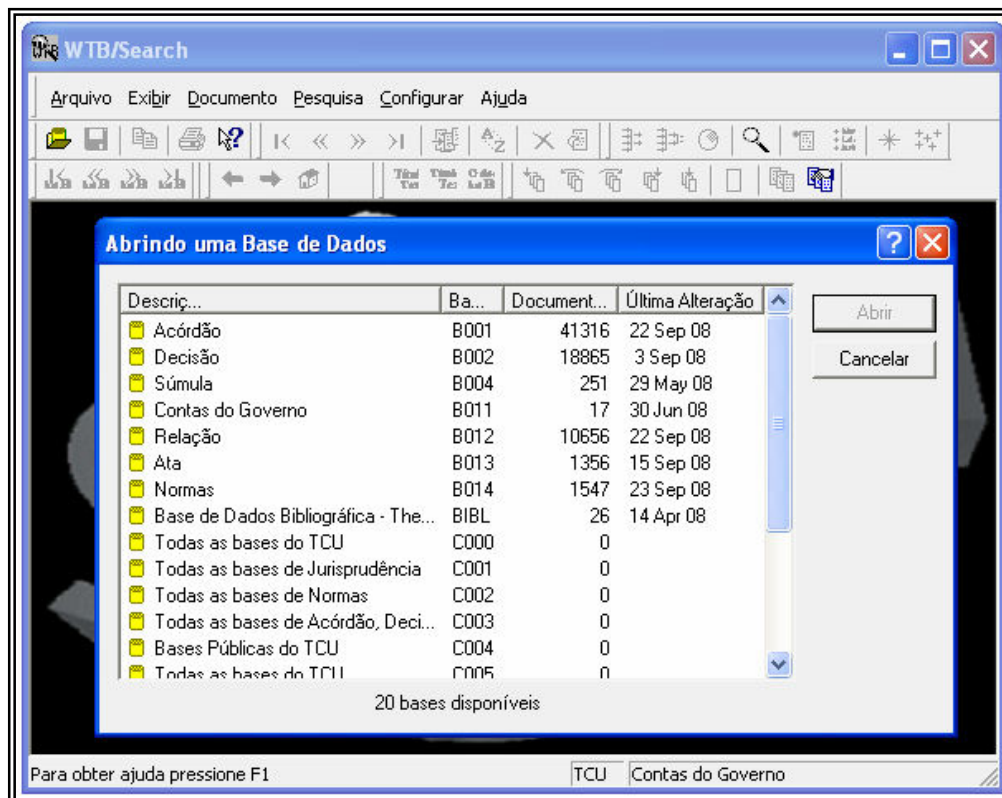 WTB/Search
Arquivo Exibir Documento Pesquisa Configurar Ajuda
Abrindo uma Base de Dados
Descriç... Ba... Document... Última Alteração
Acórdão B001 41316 22 Sep 08
Decisão B002 18865 3 Sep 08
Súmula B004 251 29 May 08
Contas do Governo B011 17 30 Jun 08
Relação B012 10656 22 Sep 08
Ata B013 1356 15 Sep 08
Normas B014 1547 23 Sep 08
Base de Dados Bibliográfica - The... BIBL 26 14 Apr 08
Todas as bases do TCU C000 0
Todas as bases de Jurisprudência C001 0
Todas as bases de Normas C002 0
Todas as bases de Acórdão, Deci... C003 0
Bases Públicas do TCU C004 0
Todas as bases do TCU C005 0
Abrir
Cancelar
20 bases disponíveis
Para obter ajuda pressione F1 TCU Contas do Governo